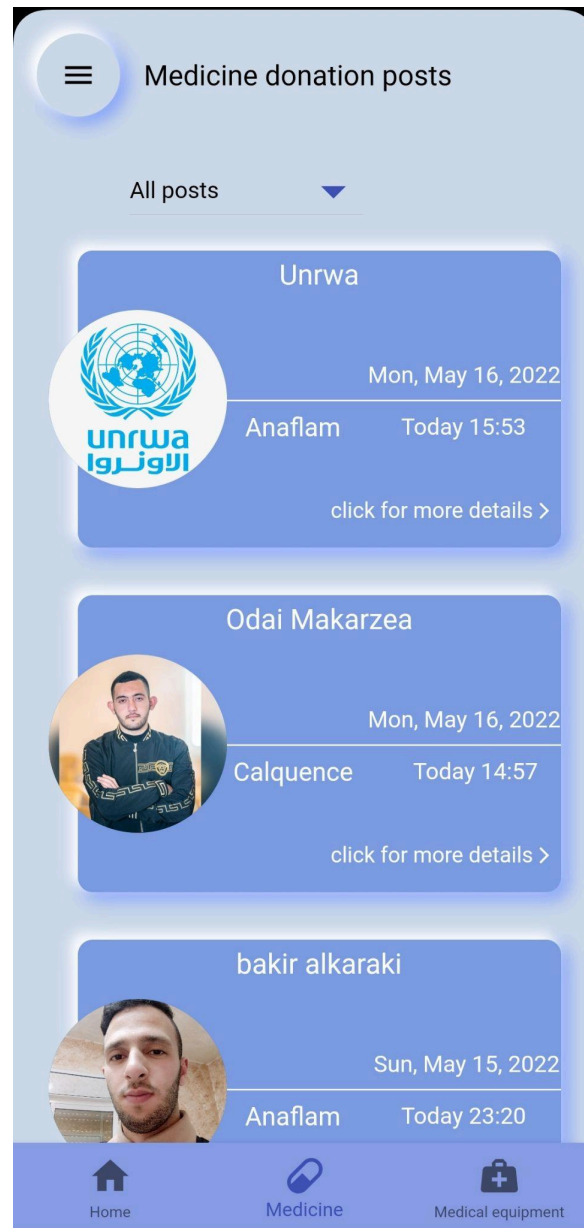 Medicine donation posts
All posts
Unrwa
Mon, May 16, 2022
unrwa
الاونروا
Anaflam Today 15:53
click for more details >
Odai Makarzea
Mon, May 16, 2022
Calquence Today 14:57
click for more details >
bakir alkaraki
Sun, May 15, 2022
Anaflam Today 23:20
Home Medicine Medical equipment